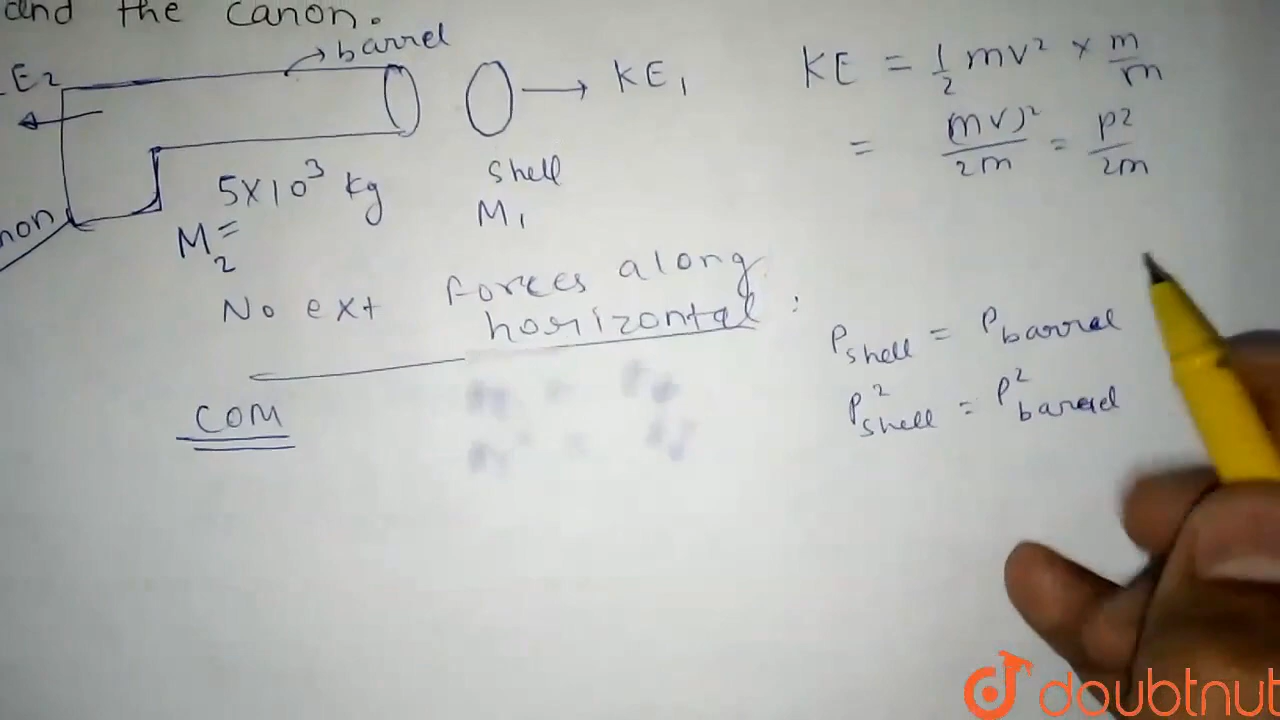 and the canon.
barrel
E2
KE1
5×10³ kg
M2 =
shell
M1
No ext forces along
horizontal :
COM
KE = 1/2 mv² × m/m
= (mv)²/2m = p²/2m
Pshell = Pbarrel
P²shell = P²barrel
doubtnut